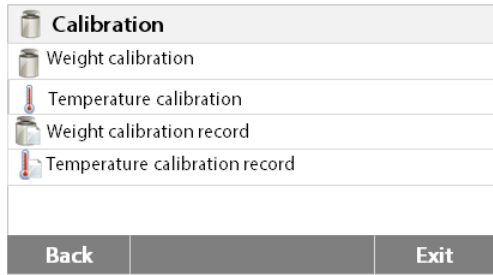 Calibration
Weight calibration
Temperature calibration
Weight calibration record
Temperature calibration record
Back Exit